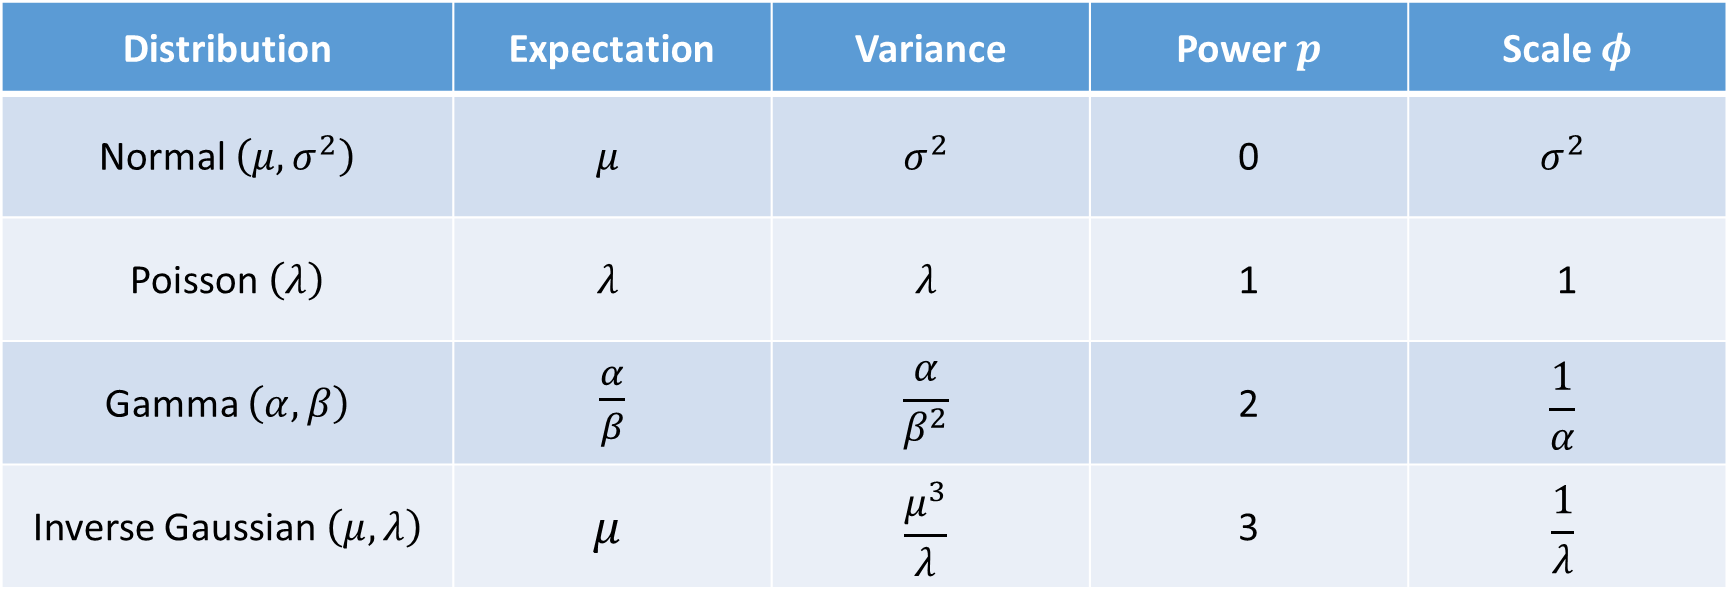 Distribution Expectation Variance Power p Scale ϕ
Normal (μ, σ²) μ σ² 0 σ²
Poisson (λ) λ λ 1 1
Gamma (α, β) α/β α/β² 2 1/α
Inverse Gaussian (μ, λ) μ μ³/λ 3 1/λ